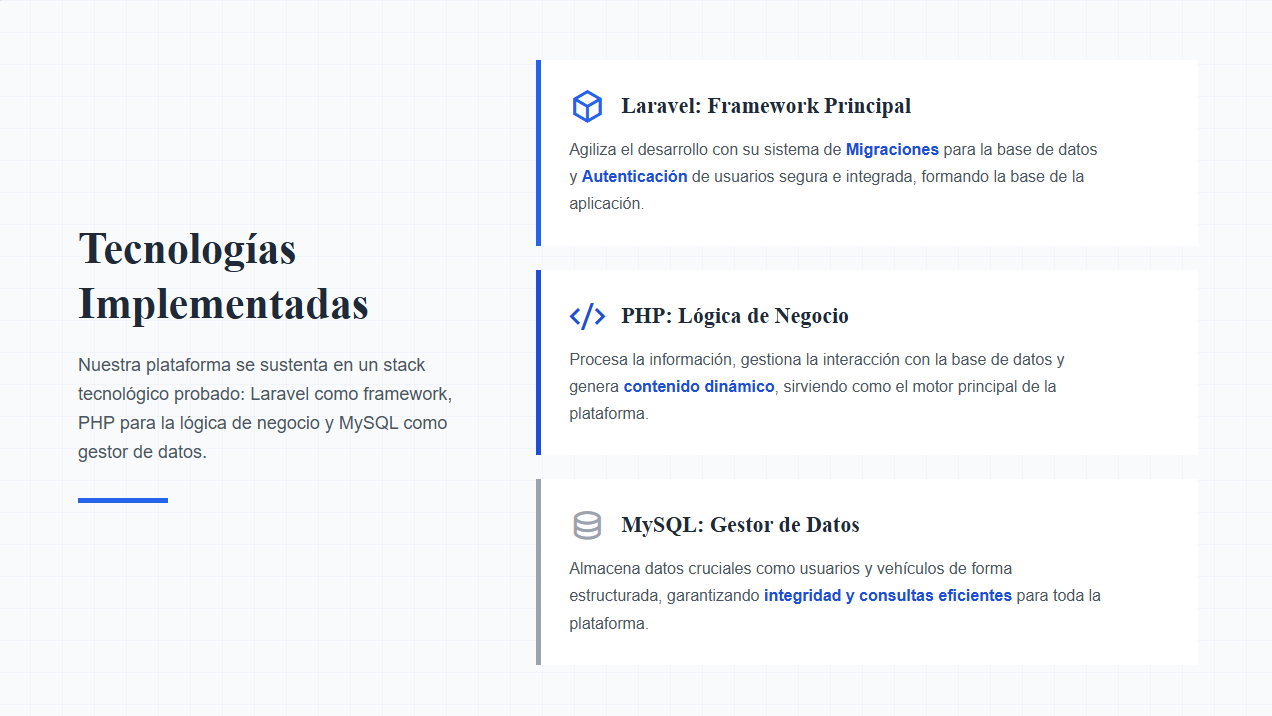 Tecnologías
Implementadas
Nuestra plataforma se sustenta en un stack
tecnológico probado: Laravel como framework,
PHP para la lógica de negocio y MySQL como
gestor de datos.
Laravel: Framework Principal
Agiliza el desarrollo con su sistema de Migraciones para la base de datos
y Autenticación de usuarios segura e integrada, formando la base de la
aplicación.
PHP: Lógica de Negocio
Procesa la información, gestiona la interacción con la base de datos y
genera contenido dinámico, sirviendo como el motor principal de la
plataforma.
MySQL: Gestor de Datos
Almacena datos cruciales como usuarios y vehículos de forma
estructurada, garantizando integridad y consultas eficientes para toda la
plataforma.